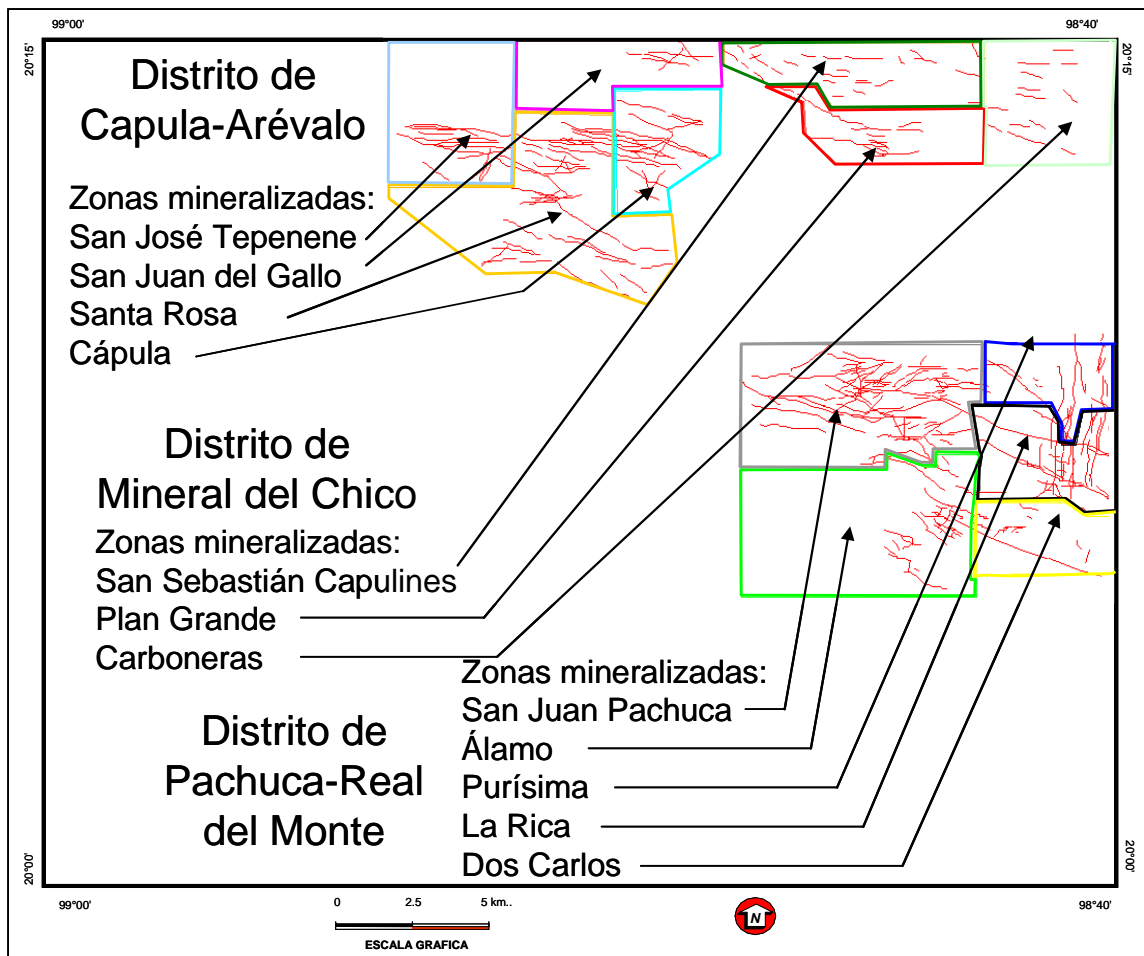 99°00'
98°40'
20°15'
20°15'
Distrito de
Capula-Arévalo
Zonas mineralizadas:
San José Tepenene
San Juan del Gallo
Santa Rosa
Cápula
Distrito de
Mineral del Chico
Zonas mineralizadas:
San Sebastián Capulines
Plan Grande
Carboneras
Zonas mineralizadas:
San Juan Pachuca
Álamo
Purísima
La Rica
Dos Carlos
Distrito de
Pachuca-Real
del Monte
20°00'
20°00'
99°00'
98°40'
0 2.5 5 km..
ESCALA GRAFICA
N